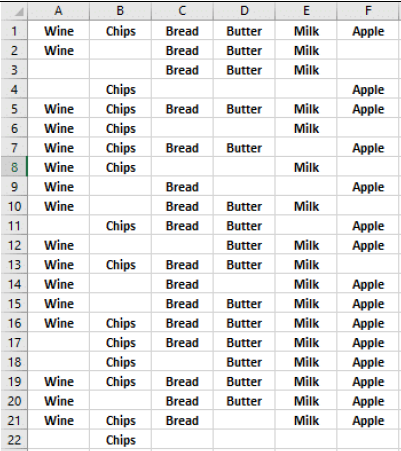 A B C D E F
1 Wine Chips Bread Butter Milk Apple
2 Wine Bread Butter Milk
3 Bread Butter Milk
4 Chips Apple
5 Wine Chips Bread Butter Milk Apple
6 Wine Chips Milk
7 Wine Chips Bread Butter Apple
8 Wine Chips Milk
9 Wine Bread Apple
10 Wine Bread Butter Milk
11 Chips Bread Butter Apple
12 Wine Butter Milk Apple
13 Wine Chips Bread Butter Milk
14 Wine Bread Milk Apple
15 Wine Bread Butter Milk Apple
16 Wine Chips Bread Butter Milk Apple
17 Chips Bread Butter Milk Apple
18 Chips Butter Milk Apple
19 Wine Chips Bread Butter Milk Apple
20 Wine Bread Butter Milk Apple
21 Wine Chips Bread Milk Apple
22 Chips